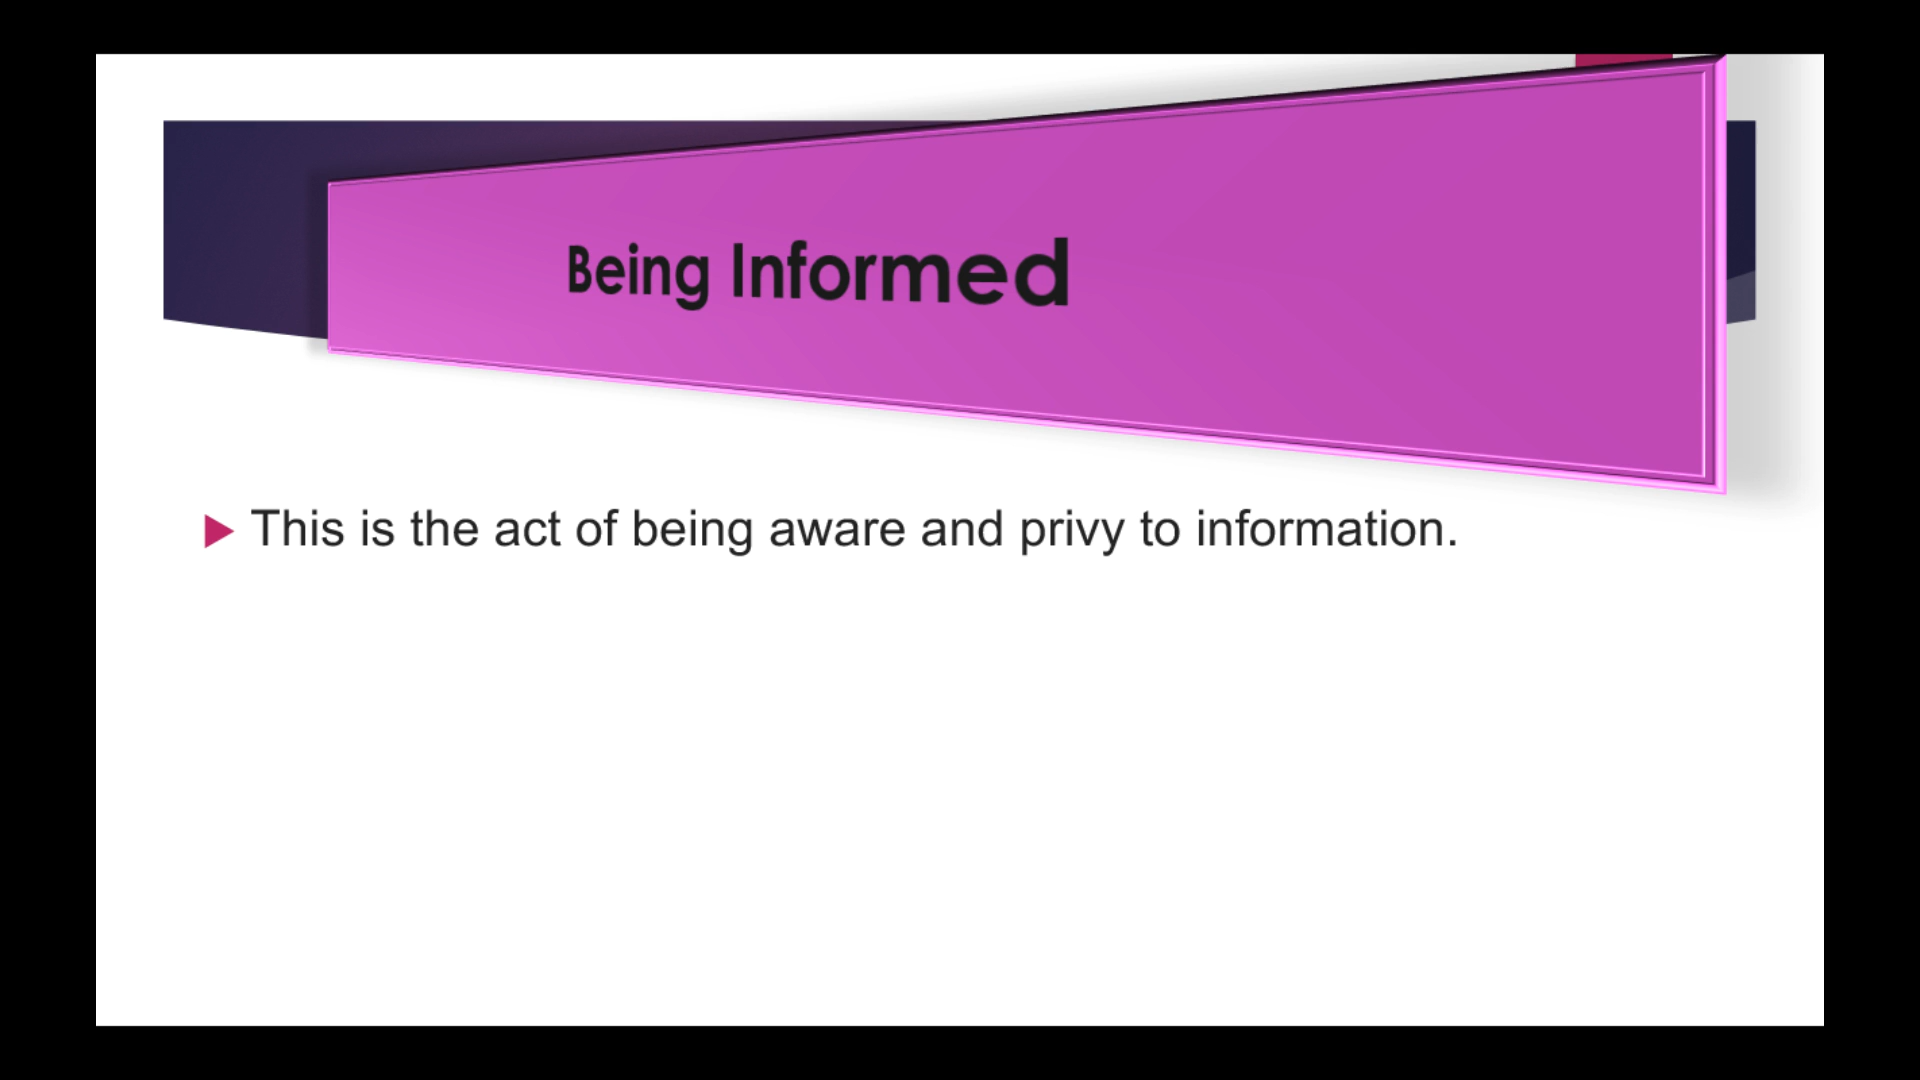 Being Informed
This is the act of being aware and privy to information.